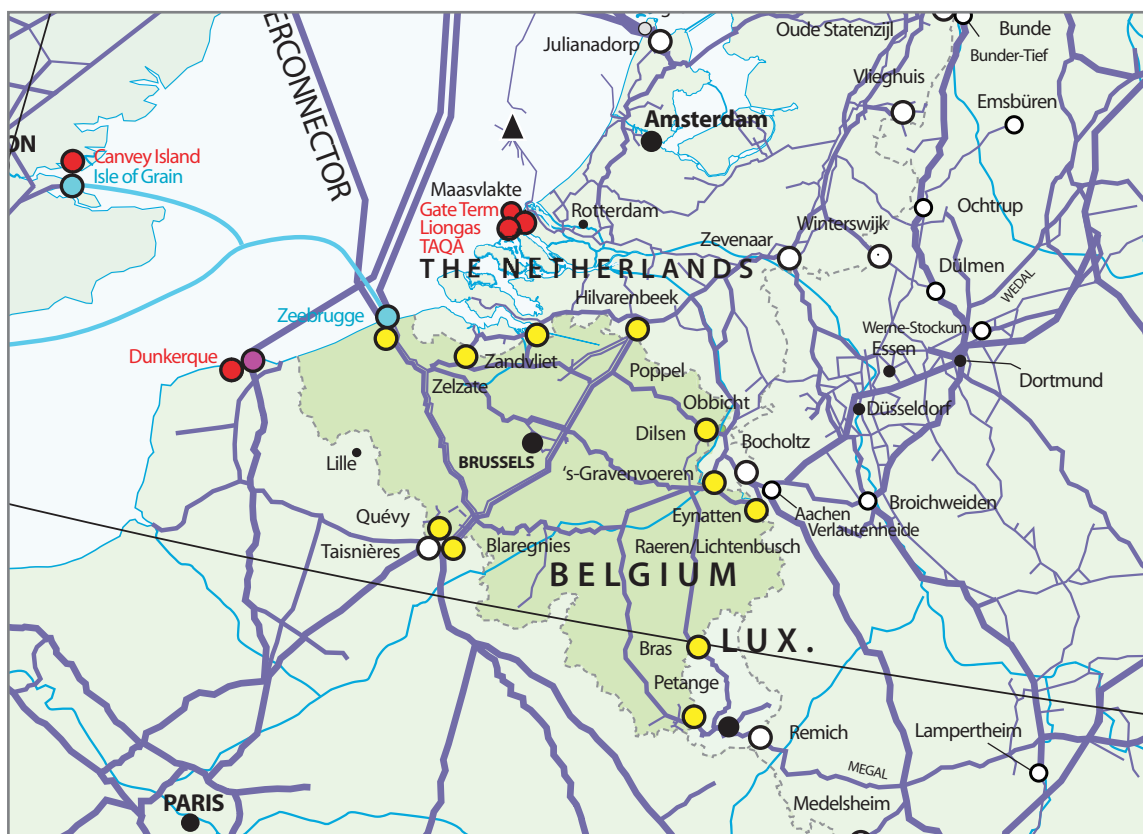 Julianadorp
Oude Statenzijl
Bunde
Bunder-Tief
Vlieghuis
Emsbüren
Amsterdam
ERCONNECTOR
ON
Canvey Island
Isle of Grain
Maasvlakte
Gate Term
Liongas
TAQA
Rotterdam
Ochtrup
Winterswijk
Zevenaar
THE NETHERLANDS
Dülmen
WEDAL
Hilvarenbeek
Zeebrugge
Werne-Stockum
Essen
Dunkerque
Zandvliet
Zelzate
Poppel
Dortmund
Obbicht
Düsseldorf
Dilsen
Bocholtz
Lille
BRUSSELS
's-Gravenvoeren
Quévy
Eynatten
Aachen
Verlautenheide
Broichweiden
Taisnières
Blaregnies
Raeren/Lichtenbusch
BELGIUM
LUX.
Bras
Petange
Remich
Lampertheim
MEGAL
PARIS
Medelsheim